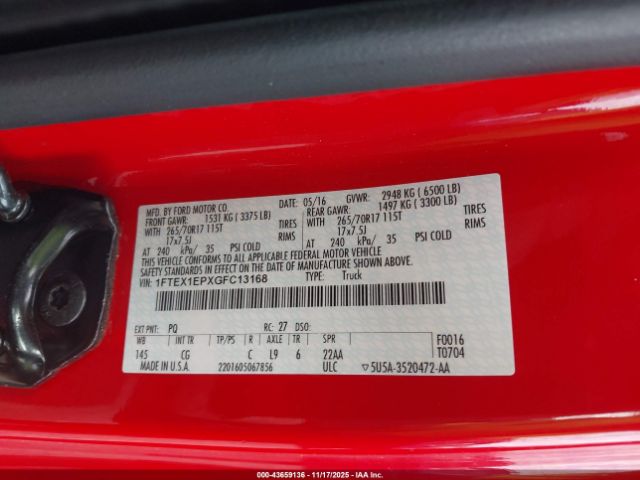 MFD. BY FORD MOTOR CO. DATE: 05/16 GVWR: 2948 KG ( 6500 LB)
FRONT GAWR: 1531 KG ( 3375 LB) REAR GAWR: 1497 KG ( 3300 LB)
WITH 265/70R17 115T TIRES WITH 265/70R17 115T TIRES
17x7.5J RIMS 17x7.5J RIMS
AT 240 kPa/ 35 PSI COLD AT 240 kPa/ 35 PSI COLD
THIS VEHICLE CONFORMS TO ALL APPLICABLE FEDERAL MOTOR VEHICLE
SAFETY STANDARDS IN EFFECT ON THE DATE OF MANUFACTURE SHOWN ABOVE.
VIN: 1FTEX1EPXGFC13168 TYPE: Truck
EXT PNT: PQ RC: 27 DSO:
WB INT TR TP/PS R AXLE TR SPR F0016
145 CG C L9 6 22AA T0704
MADE IN U.S.A. 2201605067856 ULC 5U5A-3520472-AA
000-43659136 - 11/17/2025 - IAA Inc.